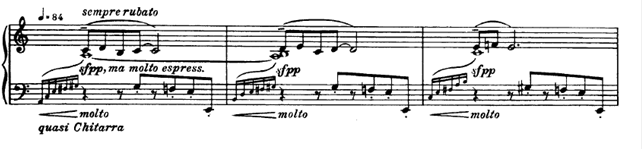 ♩=84 sempre rubato
sfpp, ma molto espress. sfpp sfpp
molto molto molto
quasi Chitarra